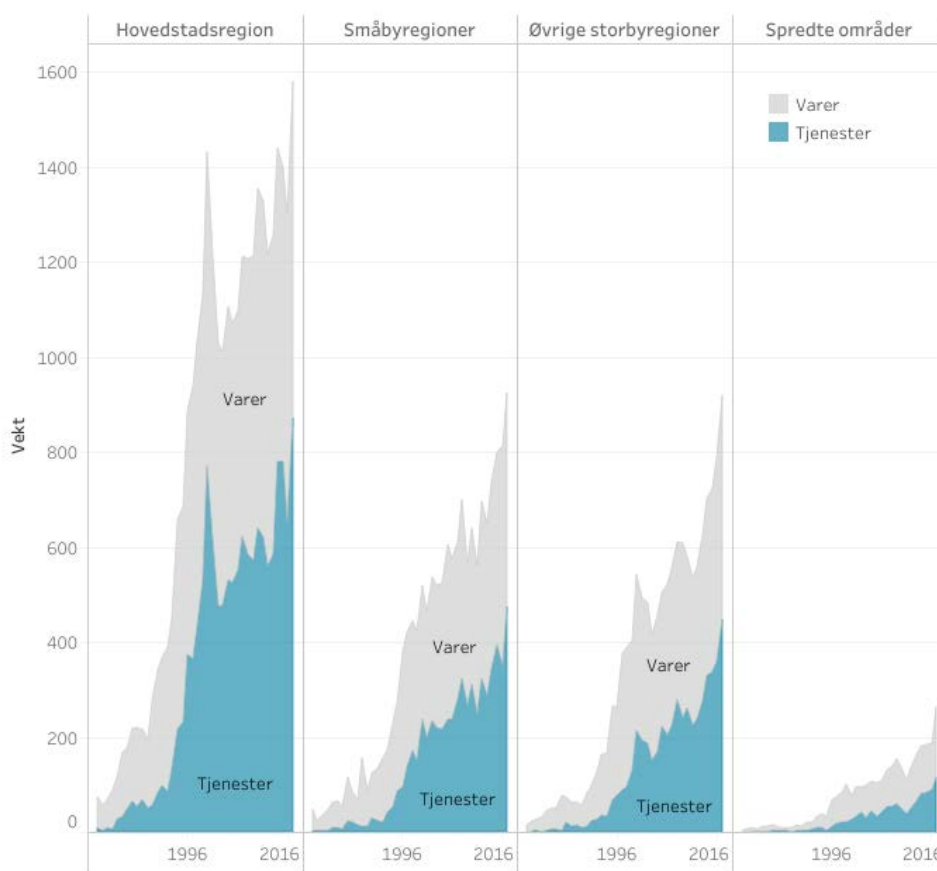 Hovedstadsregion Småbyregioner Øvrige storbyregioner Spredte områder
1600
Varer
Tjenester
1400
1200
1000
Varer
Vekt
800
600
400
Varer
Varer
200
Tjenester
Tjenester
Tjenester
0
1996 2016 1996 2016 1996 2016 1996 2016